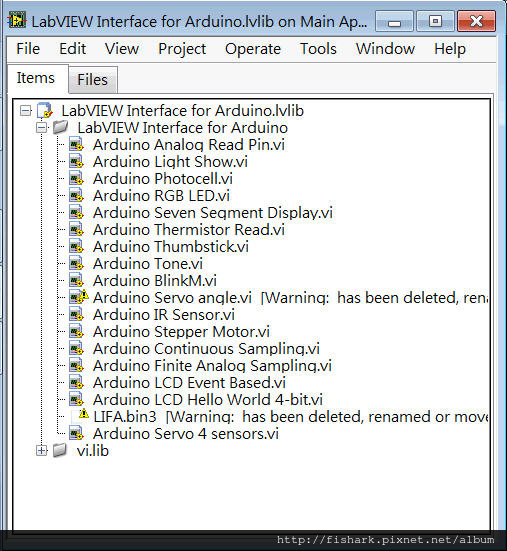 LabVIEW Interface for Arduino.lvlib on Main Ap...
File Edit View Project Operate Tools Window Help
Items Files
LabVIEW Interface for Arduino.lvlib
LabVIEW Interface for Arduino
Arduino Analog Read Pin.vi
Arduino Light Show.vi
Arduino Photocell.vi
Arduino RGB LED.vi
Arduino Seven Segment Display.vi
Arduino Thermistor Read.vi
Arduino Thumbstick.vi
Arduino Tone.vi
Arduino BlinkM.vi
Arduino Servo angle.vi [Warning: has been deleted, rena
Arduino IR Sensor.vi
Arduino Stepper Motor.vi
Arduino Continuous Sampling.vi
Arduino Finite Analog Sampling.vi
Arduino LCD Event Based.vi
Arduino LCD Hello World 4-bit.vi
LIFA.bin3 [Warning: has been deleted, renamed or move
Arduino Servo 4 sensors.vi
vi.lib
http://fishark.pixnet.net/album